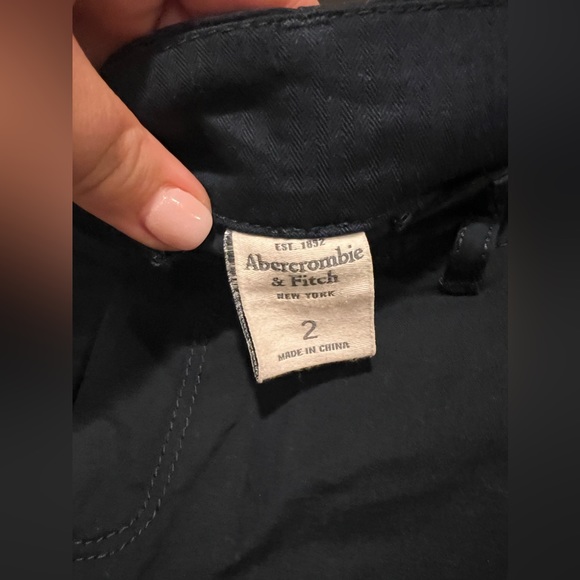 EST. 1892
Abercrombie
& Fitch
NEW YORK
2
MADE IN CHINA